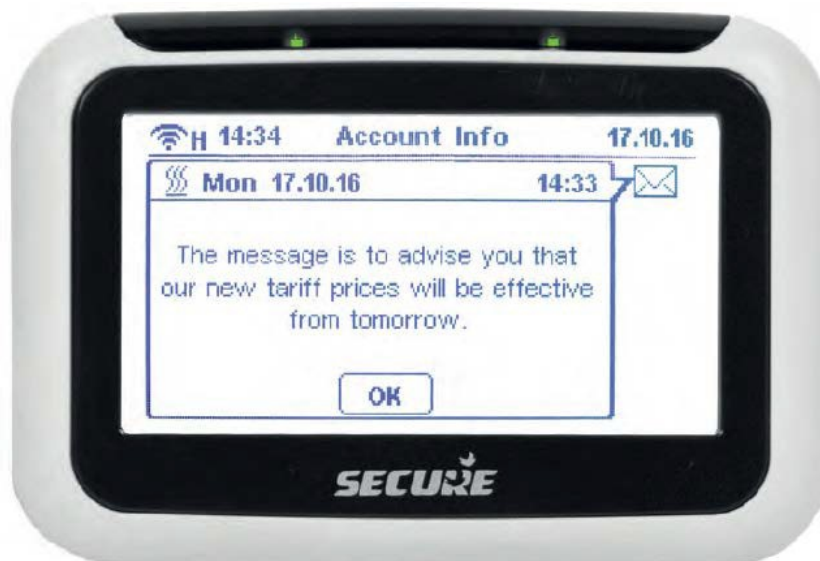 H 14:34 Account Info 17.10.16
Mon 17.10.16 14:33
The message is to advise you that
our new tariff prices will be effective
from tomorrow.
OK
SECURE